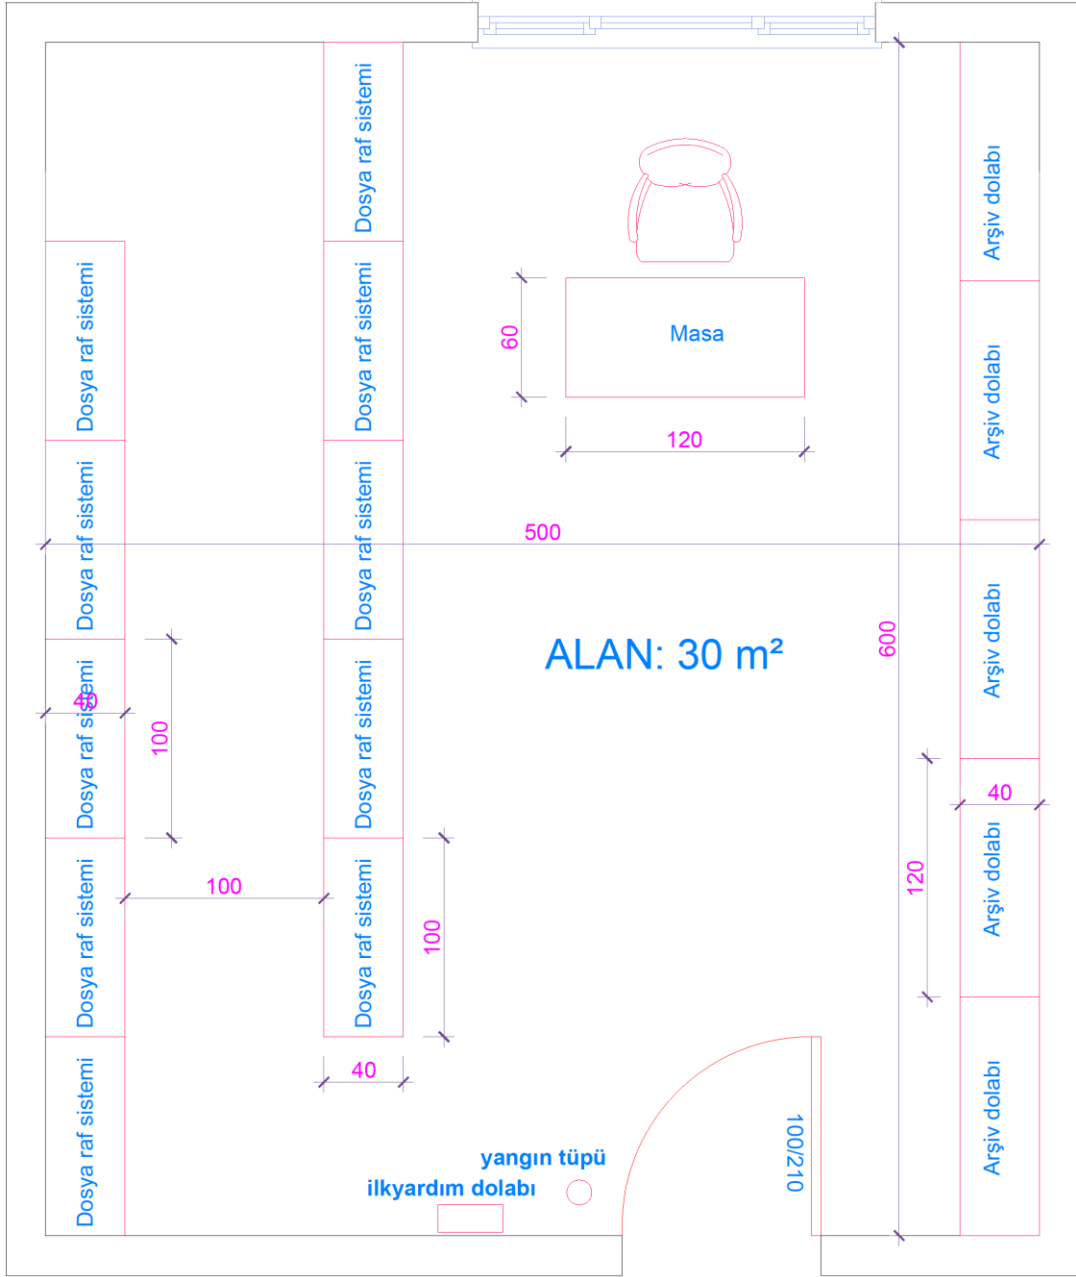 Dosya raf sistemi
Arşiv dolabı
Dosya raf sistemi
Dosya raf sistemi
60
Masa
Arşiv dolabı
120
Dosya raf sistemi
Dosya raf sistemi
500
ALAN: 30 m²
600
Arşiv dolabı
40
Dosya raf sistemi
100
Dosya raf sistemi
40
120
Arşiv dolabı
100
Dosya raf sistemi
Dosya raf sistemi
100
40
Dosya raf sistemi
yangın tüpü
ilkyardım dolabı
100/210
Arşiv dolabı